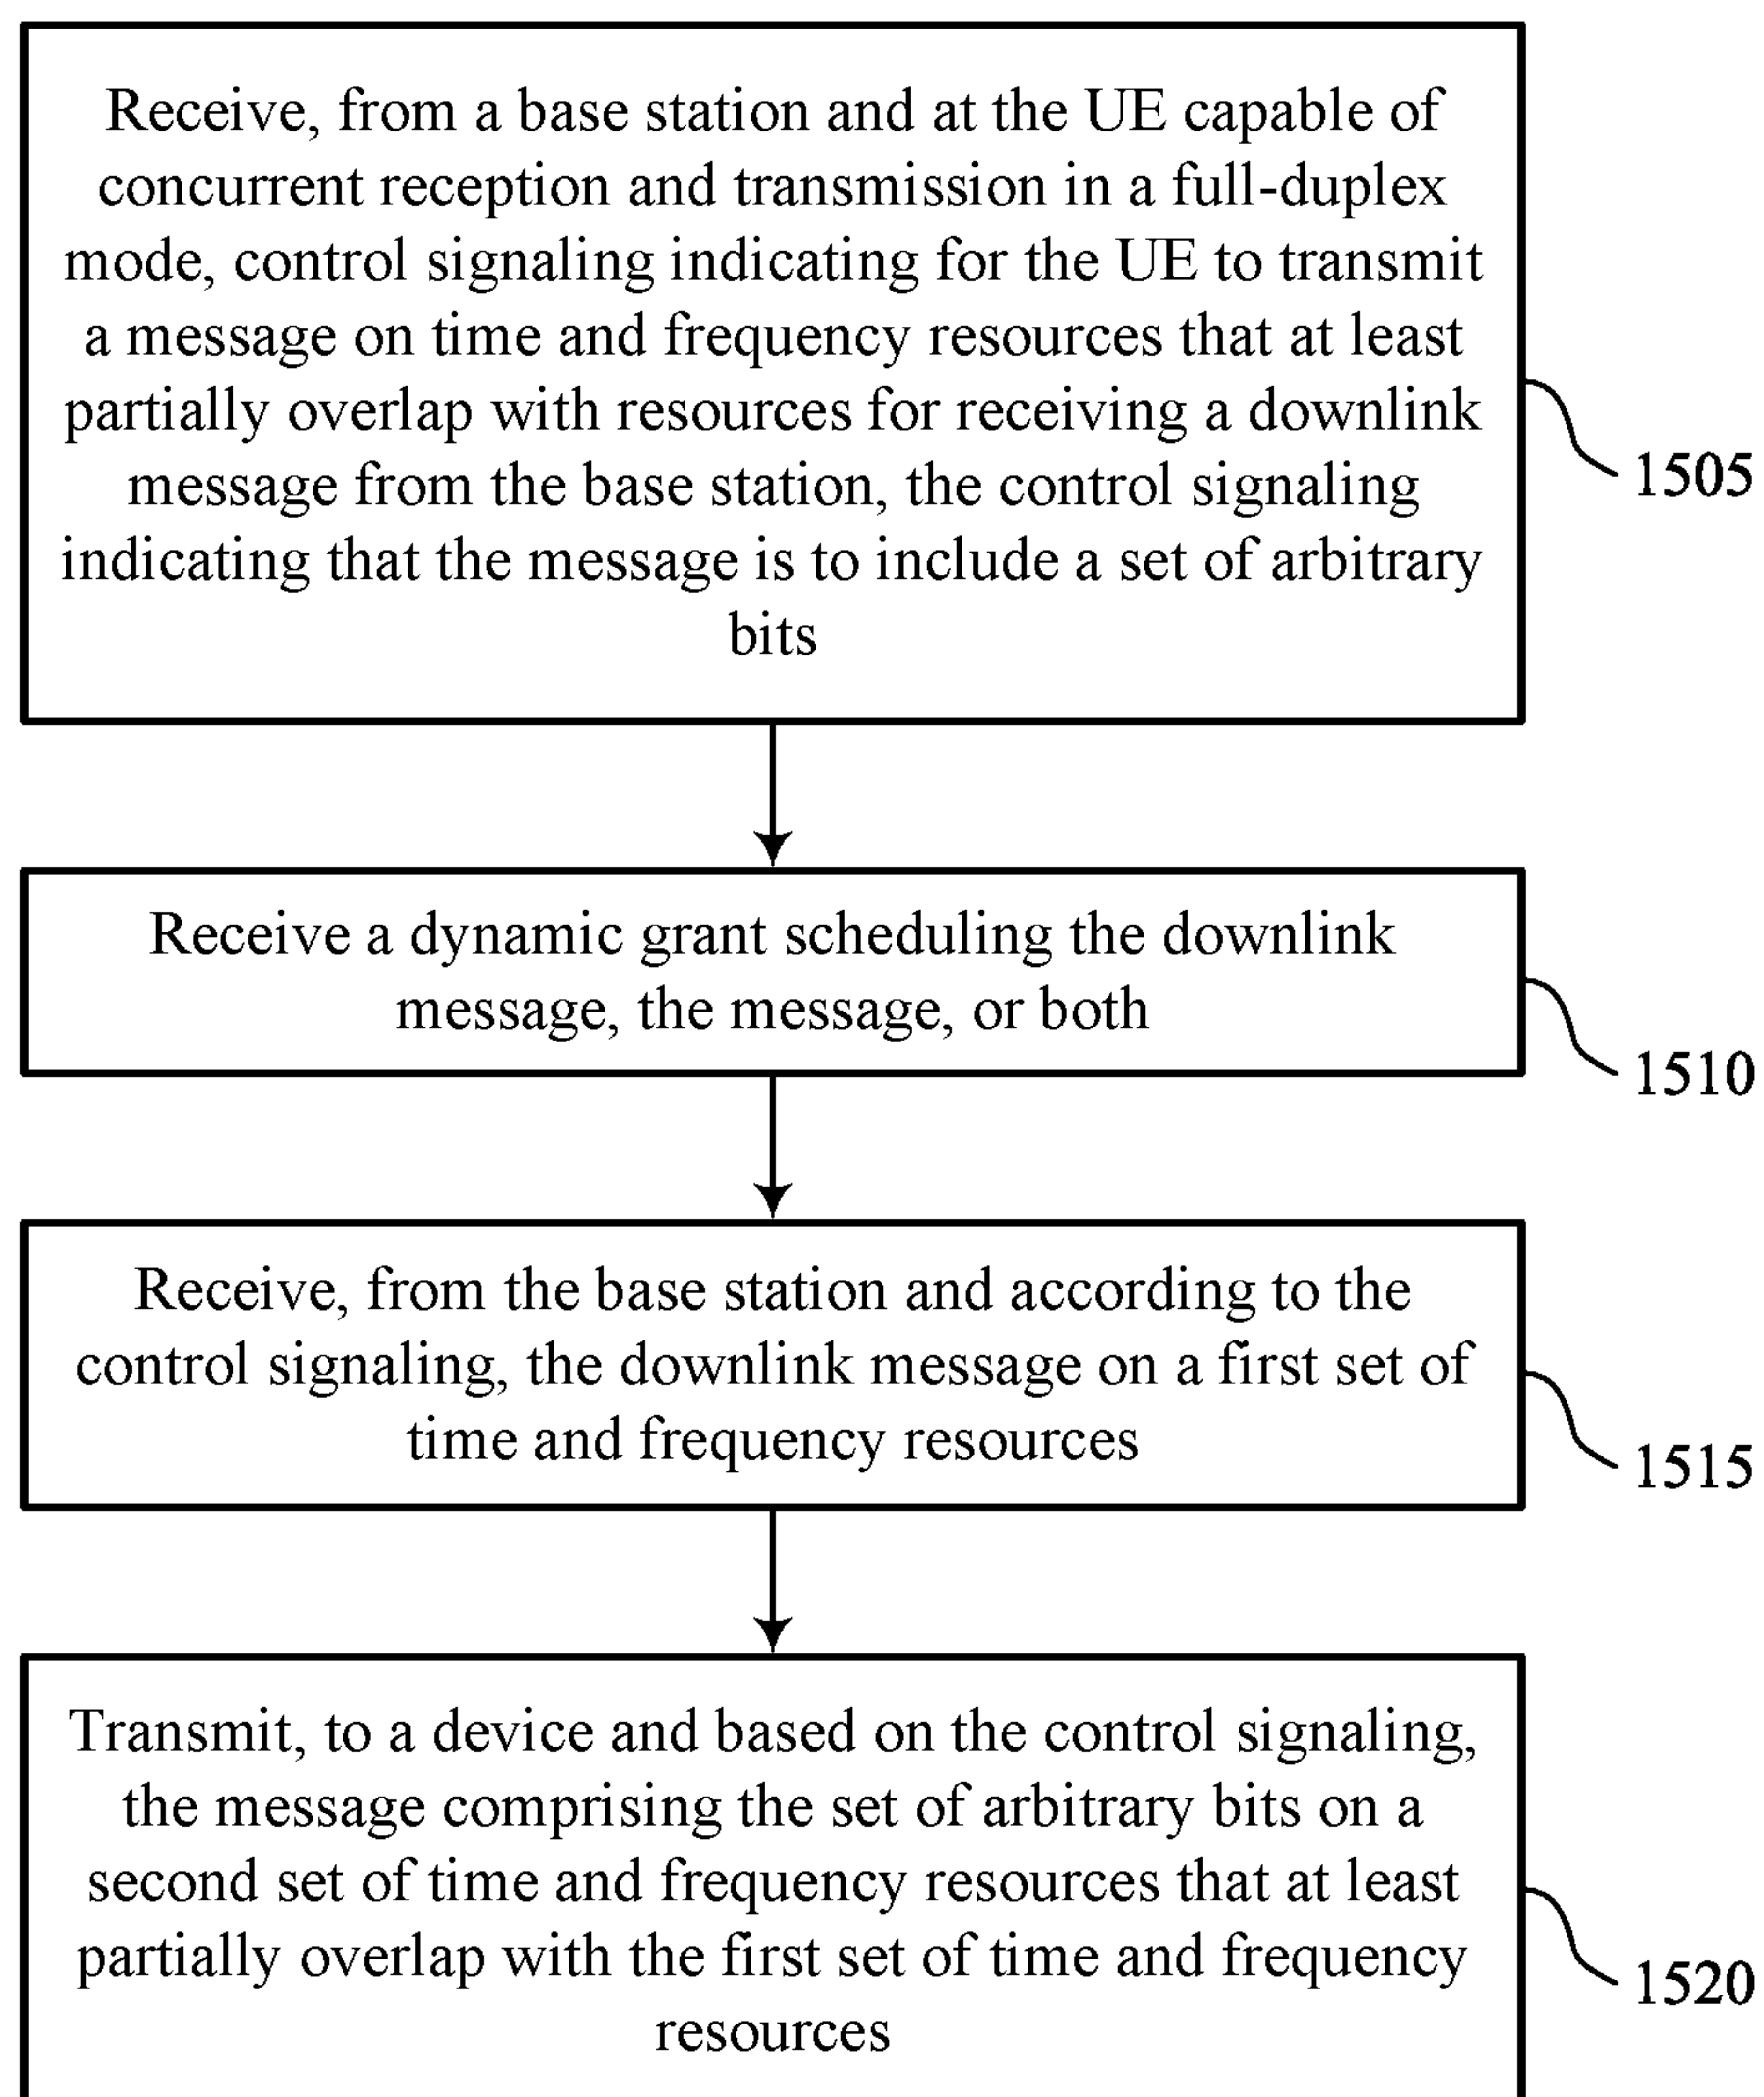 Receive, from a base station and at the UE capable of
concurrent reception and transmission in a full-duplex
mode, control signaling indicating for the UE to transmit
a message on time and frequency resources that at least
partially overlap with resources for receiving a downlink
message from the base station, the control signaling
indicating that the message is to include a set of arbitrary
bits
1505
Receive a dynamic grant scheduling the downlink
message, the message, or both
1510
Receive, from the base station and according to the
control signaling, the downlink message on a first set of
time and frequency resources
1515
Transmit, to a device and based on the control signaling,
the message comprising the set of arbitrary bits on a
second set of time and frequency resources that at least
partially overlap with the first set of time and frequency
resources
1520